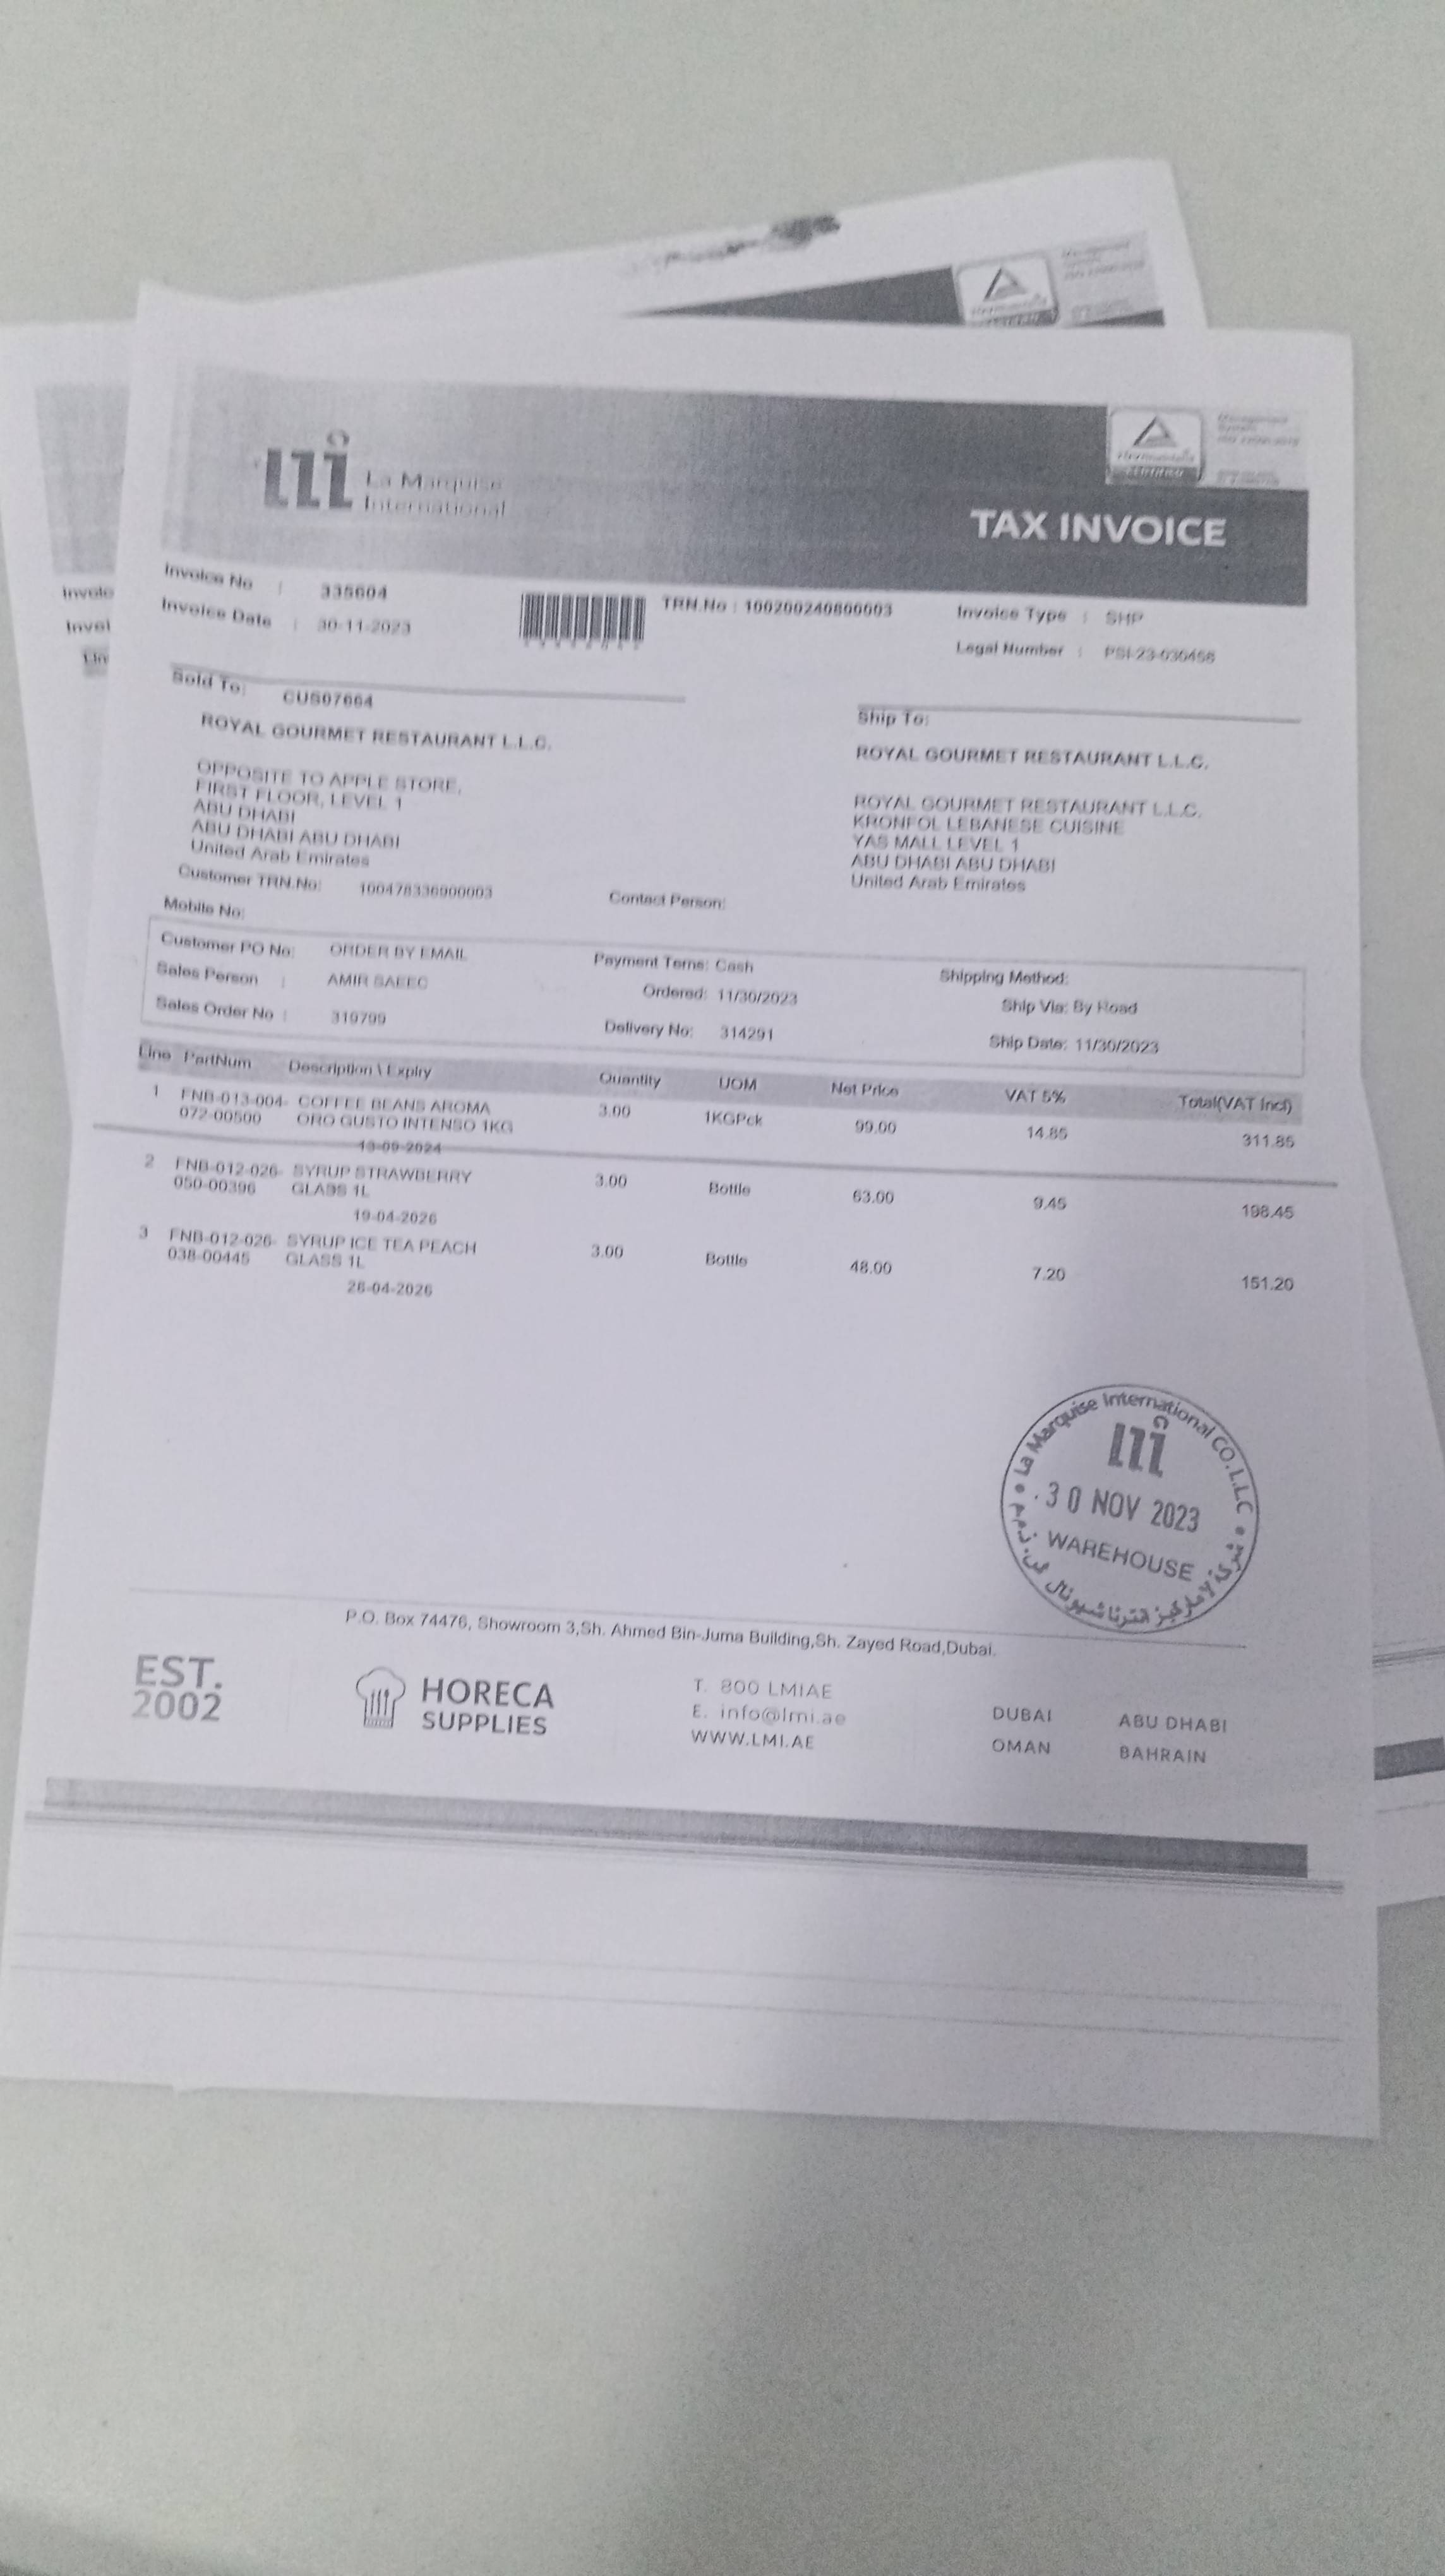 La Marquise
International
TAX INVOICE
Invoice No : 335604
Invoice Date : 30-11-2023
TRN.No : 100200240800003
Invoice Type : SHP
Legal Number : PSI-23-030456
Sold To: CUS07664
ROYAL GOURMET RESTAURANT L.L.C.
OPPOSITE TO APPLE STORE,
FIRST FLOOR, LEVEL 1
ABU DHABI
ABU DHABI ABU DHABI
United Arab Emirates
Customer TRN.No: 100478336900003
Mobile No:
Contact Person:
Ship To:
ROYAL GOURMET RESTAURANT L.L.C.
ROYAL GOURMET RESTAURANT L.L.C.
KRONFOL LEBANESE CUISINE
YAS MALL LEVEL 1
ABU DHABI ABU DHABI
United Arab Emirates
Customer PO No: ORDER BY EMAIL
Sales Person : AMIR
Sales Order No : 319799
Payment Terms: Cash
Ordered: 11/30/2023
Delivery No: 314291
Shipping Method:
Ship Via: By Road
Ship Date: 11/30/2023
Line PartNum Description \ Expiry Quantity UOM Net Price VAT 5% Total(VAT Incl)
1 FNB-013-004- COFFEE BEANS AROMA 3.00 1KGPck 99.00 14.85 311.85
072-00500 ORO GUSTO INTENSO 1KG
13-09-2024
2 FNB-012-026- SYRUP STRAWBERRY 3.00 Bottle 63.00 9.45 198.45
050-00396 GLASS 1L
19-04-2026
3 FNB-012-026- SYRUP ICE TEA PEACH 3.00 Bottle 48.00 7.20 151.20
038-00445 GLASS 1L
26-04-2026
La Marquise International CO.L.L.C
30 NOV 2023
WAREHOUSE
شركة لا ماركيز انترناشيونال ش.ذ.م.م
P.O. Box 74476, Showroom 3,Sh. Ahmed Bin-Juma Building,Sh. Zayed Road,Dubai.
EST.
2002
HORECA
SUPPLIES
T. 800 LMIAE
E. info@lmi.ae
WWW.LMI.AE
DUBAI ABU DHABI
OMAN BAHRAIN